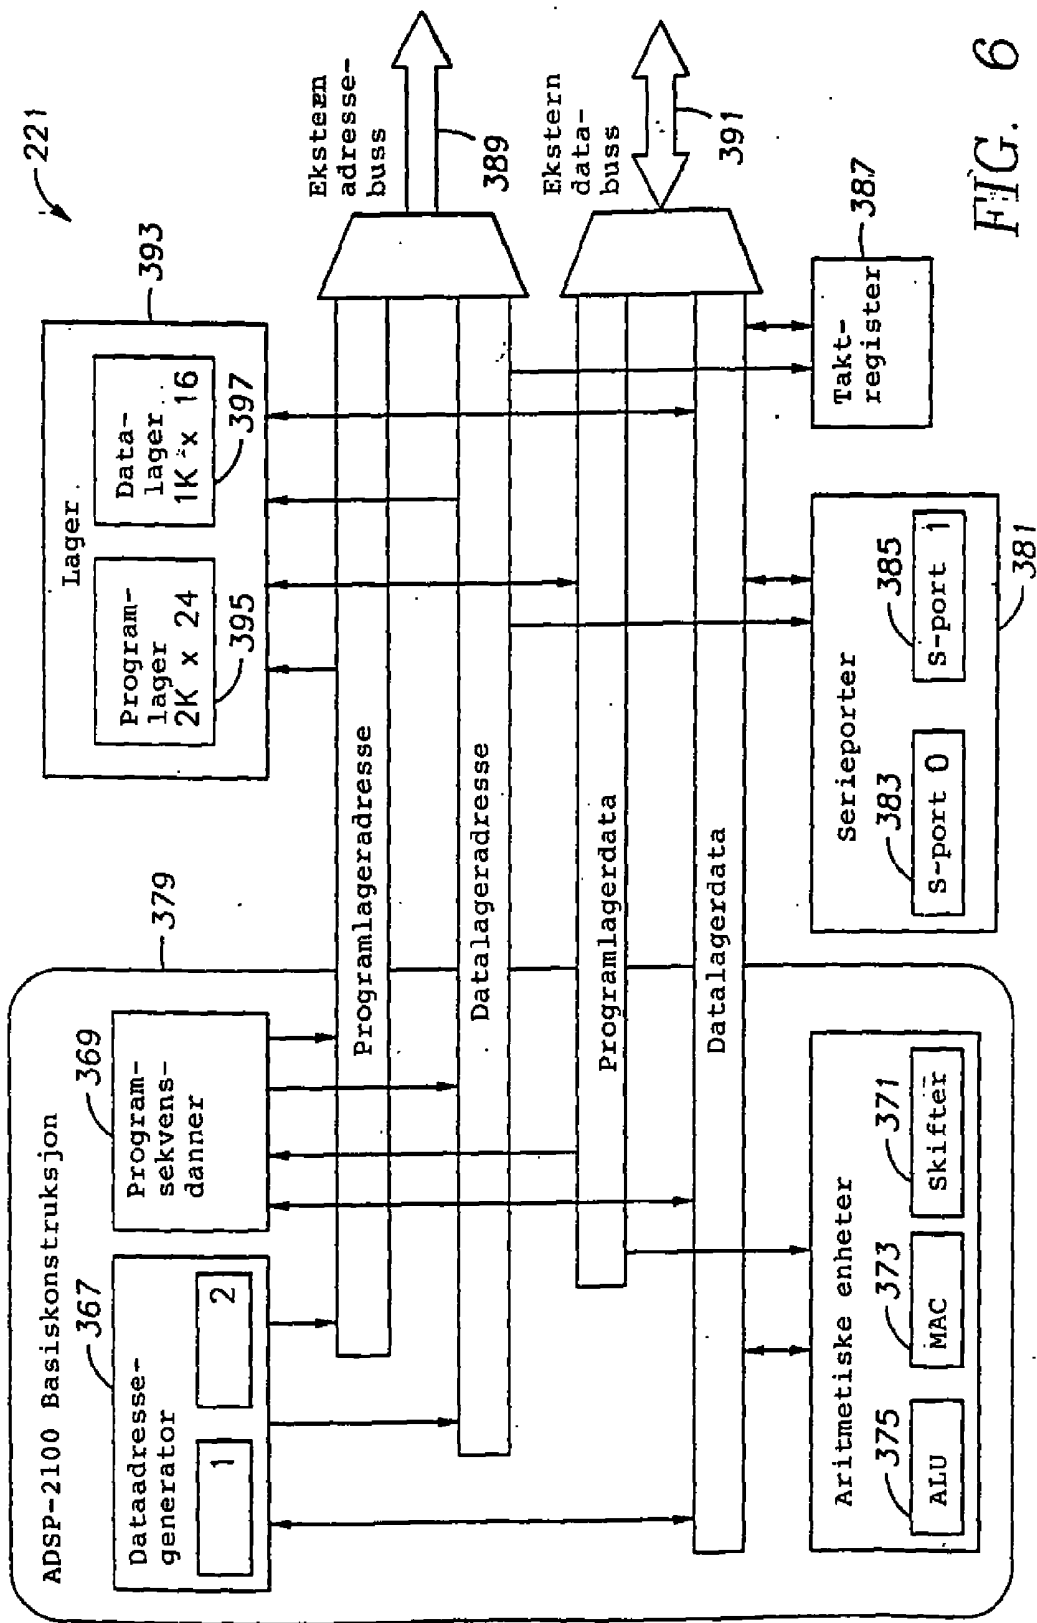 ADSP-2100 Basiskonstruksjon
379
221
367
Dataadresse-
generator
1
2
369
Program-
sekvens-
danner
Lager
393
Program-
lager
2K x 24
395
Data-
lager
1K x 16
397
Programlageradresse
Datalageradresse
Programlagerdata
Datalagerdata
Eksteen
adresse-
buss
389
Ekstern
data-
buss
391
Aritmetiske enheter
375
ALU
373
MAC
371
Skifter
Serieporter
383
S-port 0
385
S-port 1
381
Takt-
register
387
FIG. 6